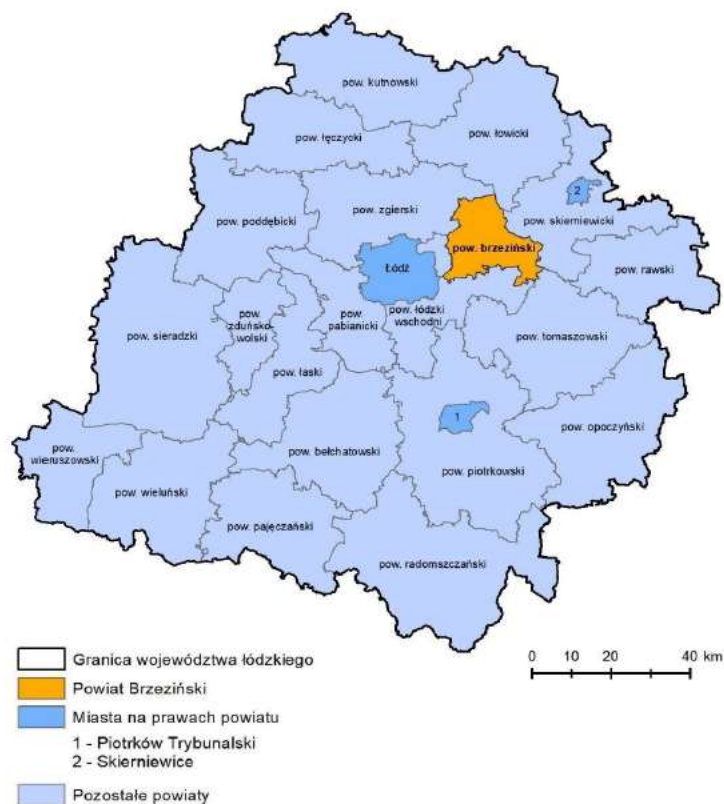 pow. kutnowski
pow. łęczycki
pow. łowicki
2
pow. poddębicki
pow. zgierski
pow. skierniewicki
pow. brzeziński
Łódź
pow. rawski
pow. sieradzki
pow.
zduńsko-
wolski
pow.
pabianicki
pow. łódzki
wschodni
pow. tomaszowski
pow. łaski
1
pow. opoczyński
pow.
wieruszowski
pow. bełchatowski
pow. piotrkowski
pow. wieluński
pow. pajęczański
pow. radomszczański
Granica województwa łódzkiego
0 10 20 40 km
Powiat Brzeziński
Miasta na prawach powiatu
1 - Piotrków Trybunalski
2 - Skierniewice
Pozostałe powiaty